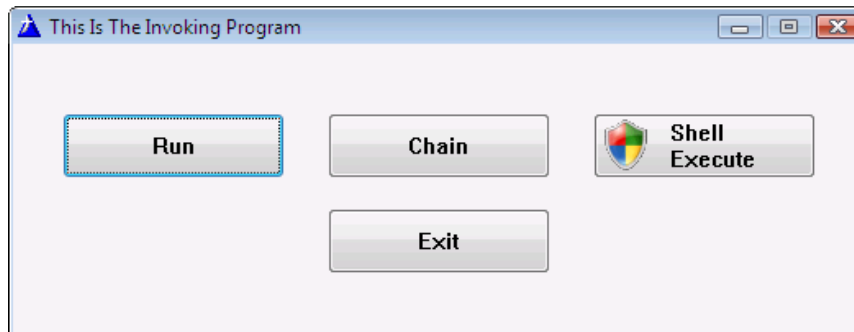 This Is The Invoking Program
Run
Chain
Shell
Execute
Exit